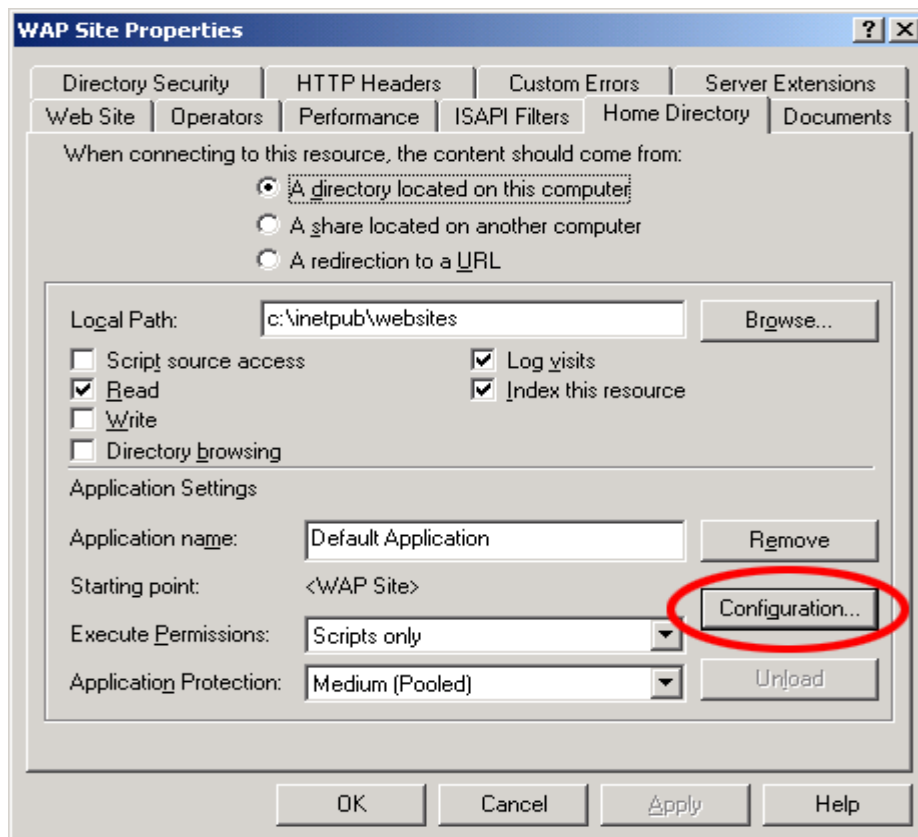 WAP Site Properties
Directory Security HTTP Headers Custom Errors Server Extensions
Web Site Operators Performance ISAPI Filters Home Directory Documents
When connecting to this resource, the content should come from:
A directory located on this computer
A share located on another computer
A redirection to a URL
Local Path: c:\inetpub\websites Browse...
Script source access Log visits
Read Index this resource
Write
Directory browsing
Application Settings
Application name: Default Application Remove
Starting point: <WAP Site> Configuration...
Execute Permissions: Scripts only
Application Protection: Medium (Pooled) Unload
OK Cancel Apply Help